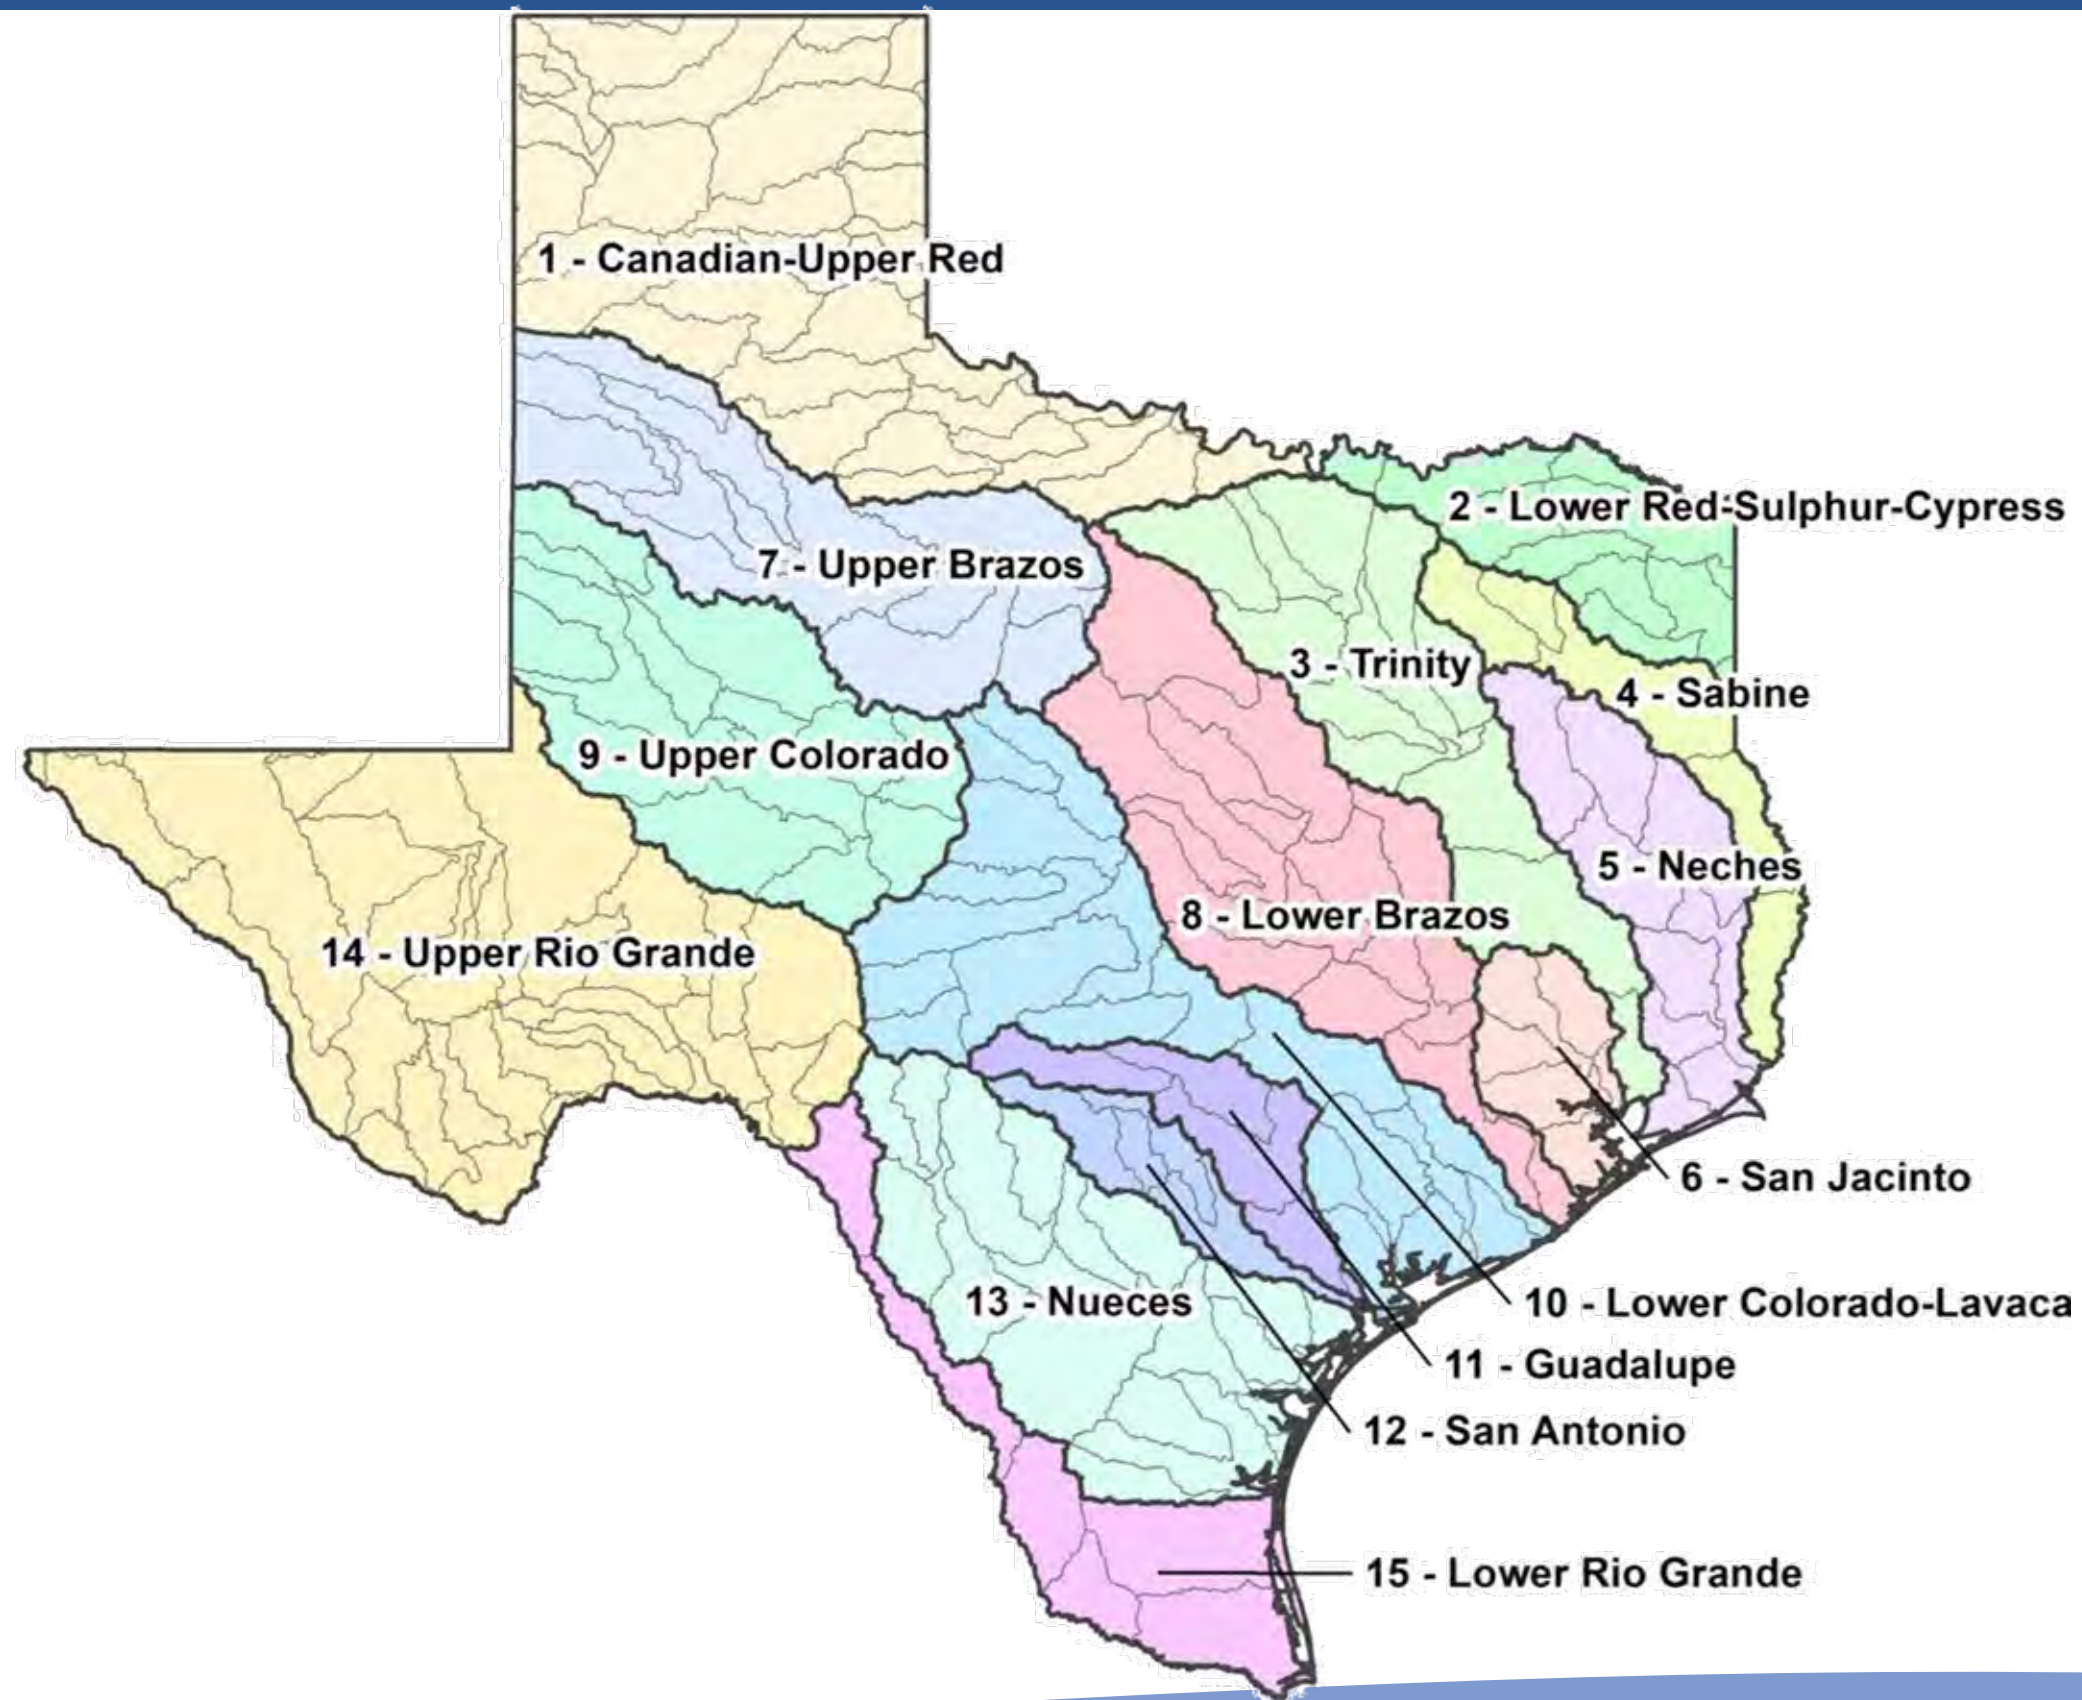 1 - Canadian-Upper Red
2 - Lower Red-Sulphur-Cypress
7 - Upper Brazos
3 - Trinity
4 - Sabine
9 - Upper Colorado
5 - Neches
8 - Lower Brazos
14 - Upper Rio Grande
6 - San Jacinto
13 - Nueces
10 - Lower Colorado-Lavaca
11 - Guadalupe
12 - San Antonio
15 - Lower Rio Grande